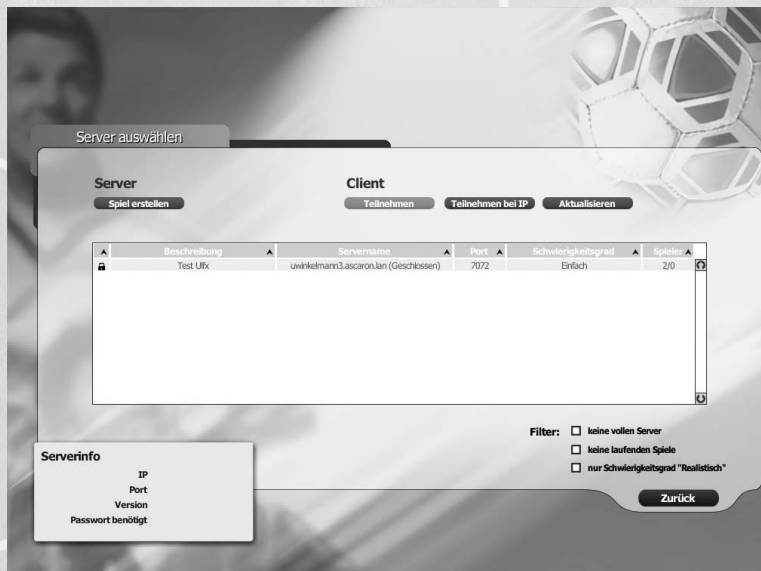 Server auswählen
Server
Client
Spiel erstellen
Teilnehmen
Teilnehmen bei IP
Aktualisieren
Beschreibung
Servername
Port
Schwierigkeitsgrad
Spieler
Test Ulfx
uwinkelmann3.ascaron.lan (Geschlossen)
7072
Einfach
2/0
Filter:
keine vollen Server
keine laufenden Spiele
nur Schwierigkeitsgrad "Realistisch"
Serverinfo
IP
Port
Version
Passwort benötigt
Zurück